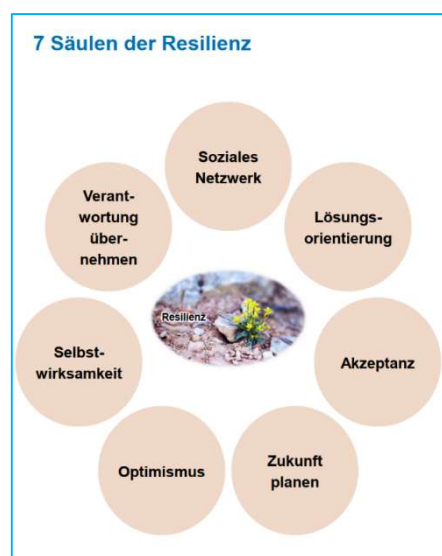 7 Säulen der Resilienz
Soziales
Netzwerk
Lösungs-
orientierung
Akzeptanz
Zukunft
planen
Optimismus
Selbst-
wirksamkeit
Verant-
wortung
über-
nehmen
Resilienz